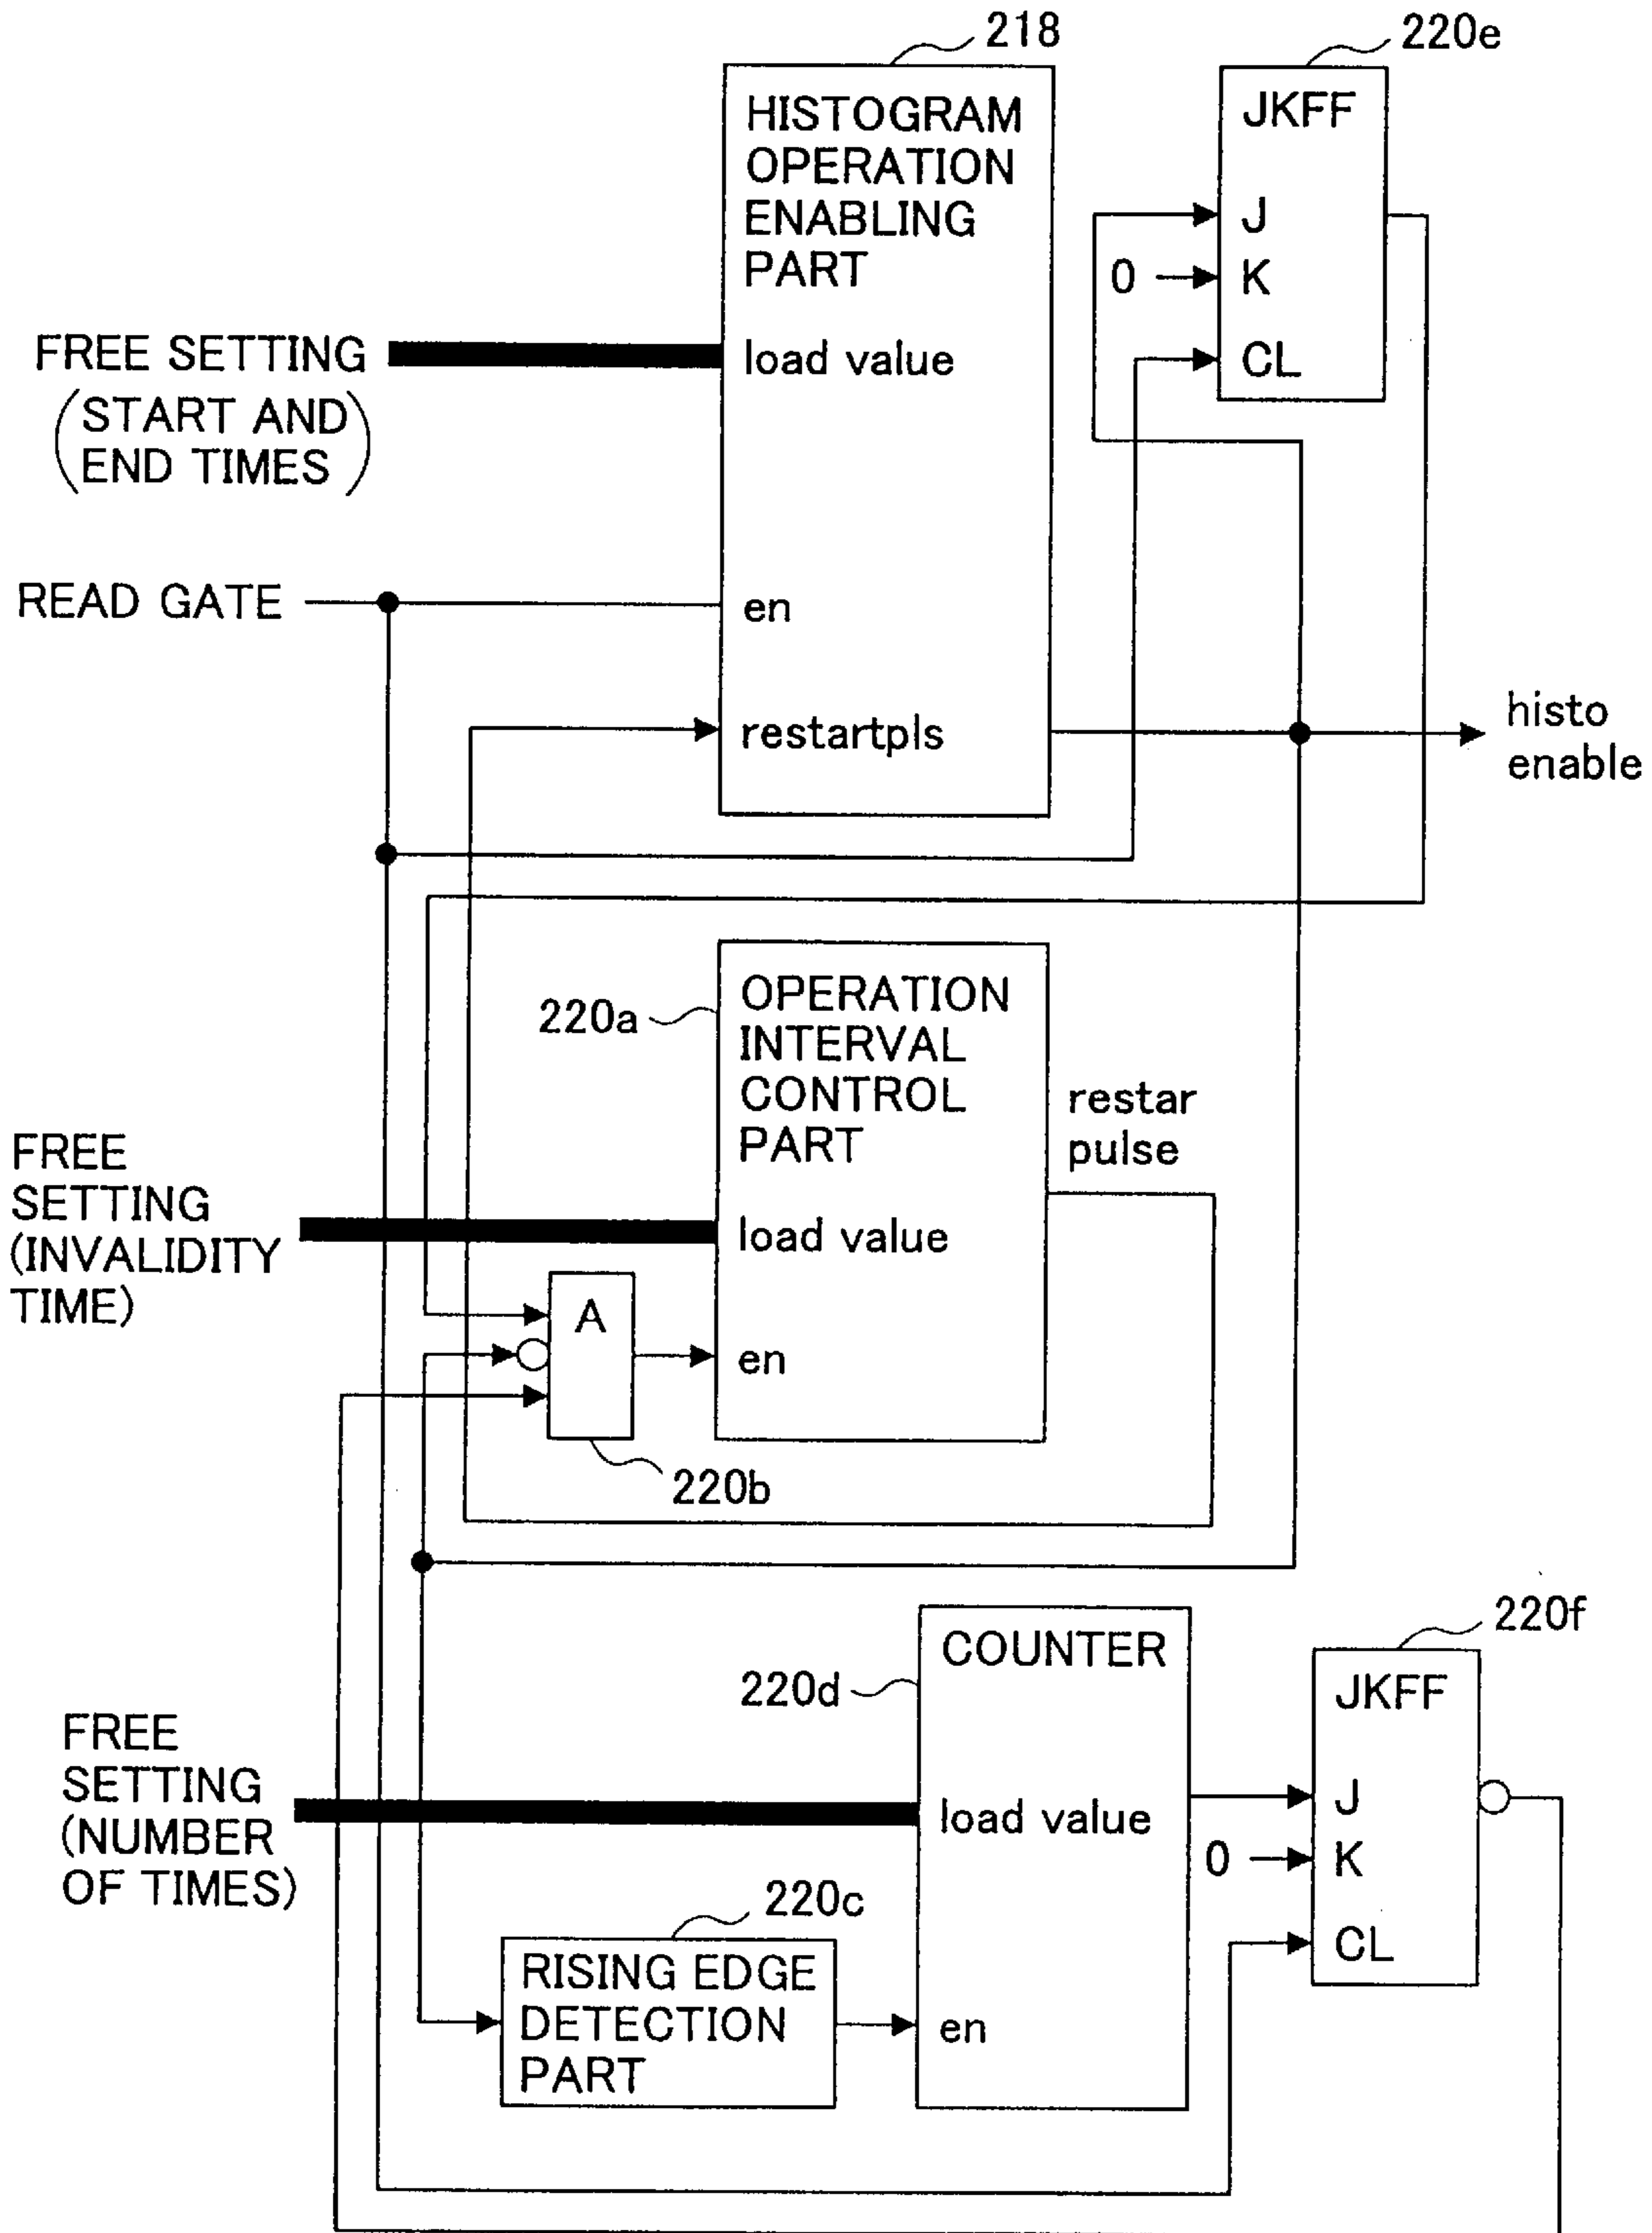 218
220e
HISTOGRAM
OPERATION
ENABLING
PART
load value
en
restartpls
JKFF
J
0
K
CL
FREE SETTING
(START AND
END TIMES)
READ GATE
histo
enable
220a
OPERATION
INTERVAL
CONTROL
PART
load value
en
restar
pulse
FREE
SETTING
(INVALIDITY
TIME)
A
220b
220d
COUNTER
load value
en
220f
JKFF
J
0
K
CL
FREE
SETTING
(NUMBER
OF TIMES)
220c
RISING EDGE
DETECTION
PART